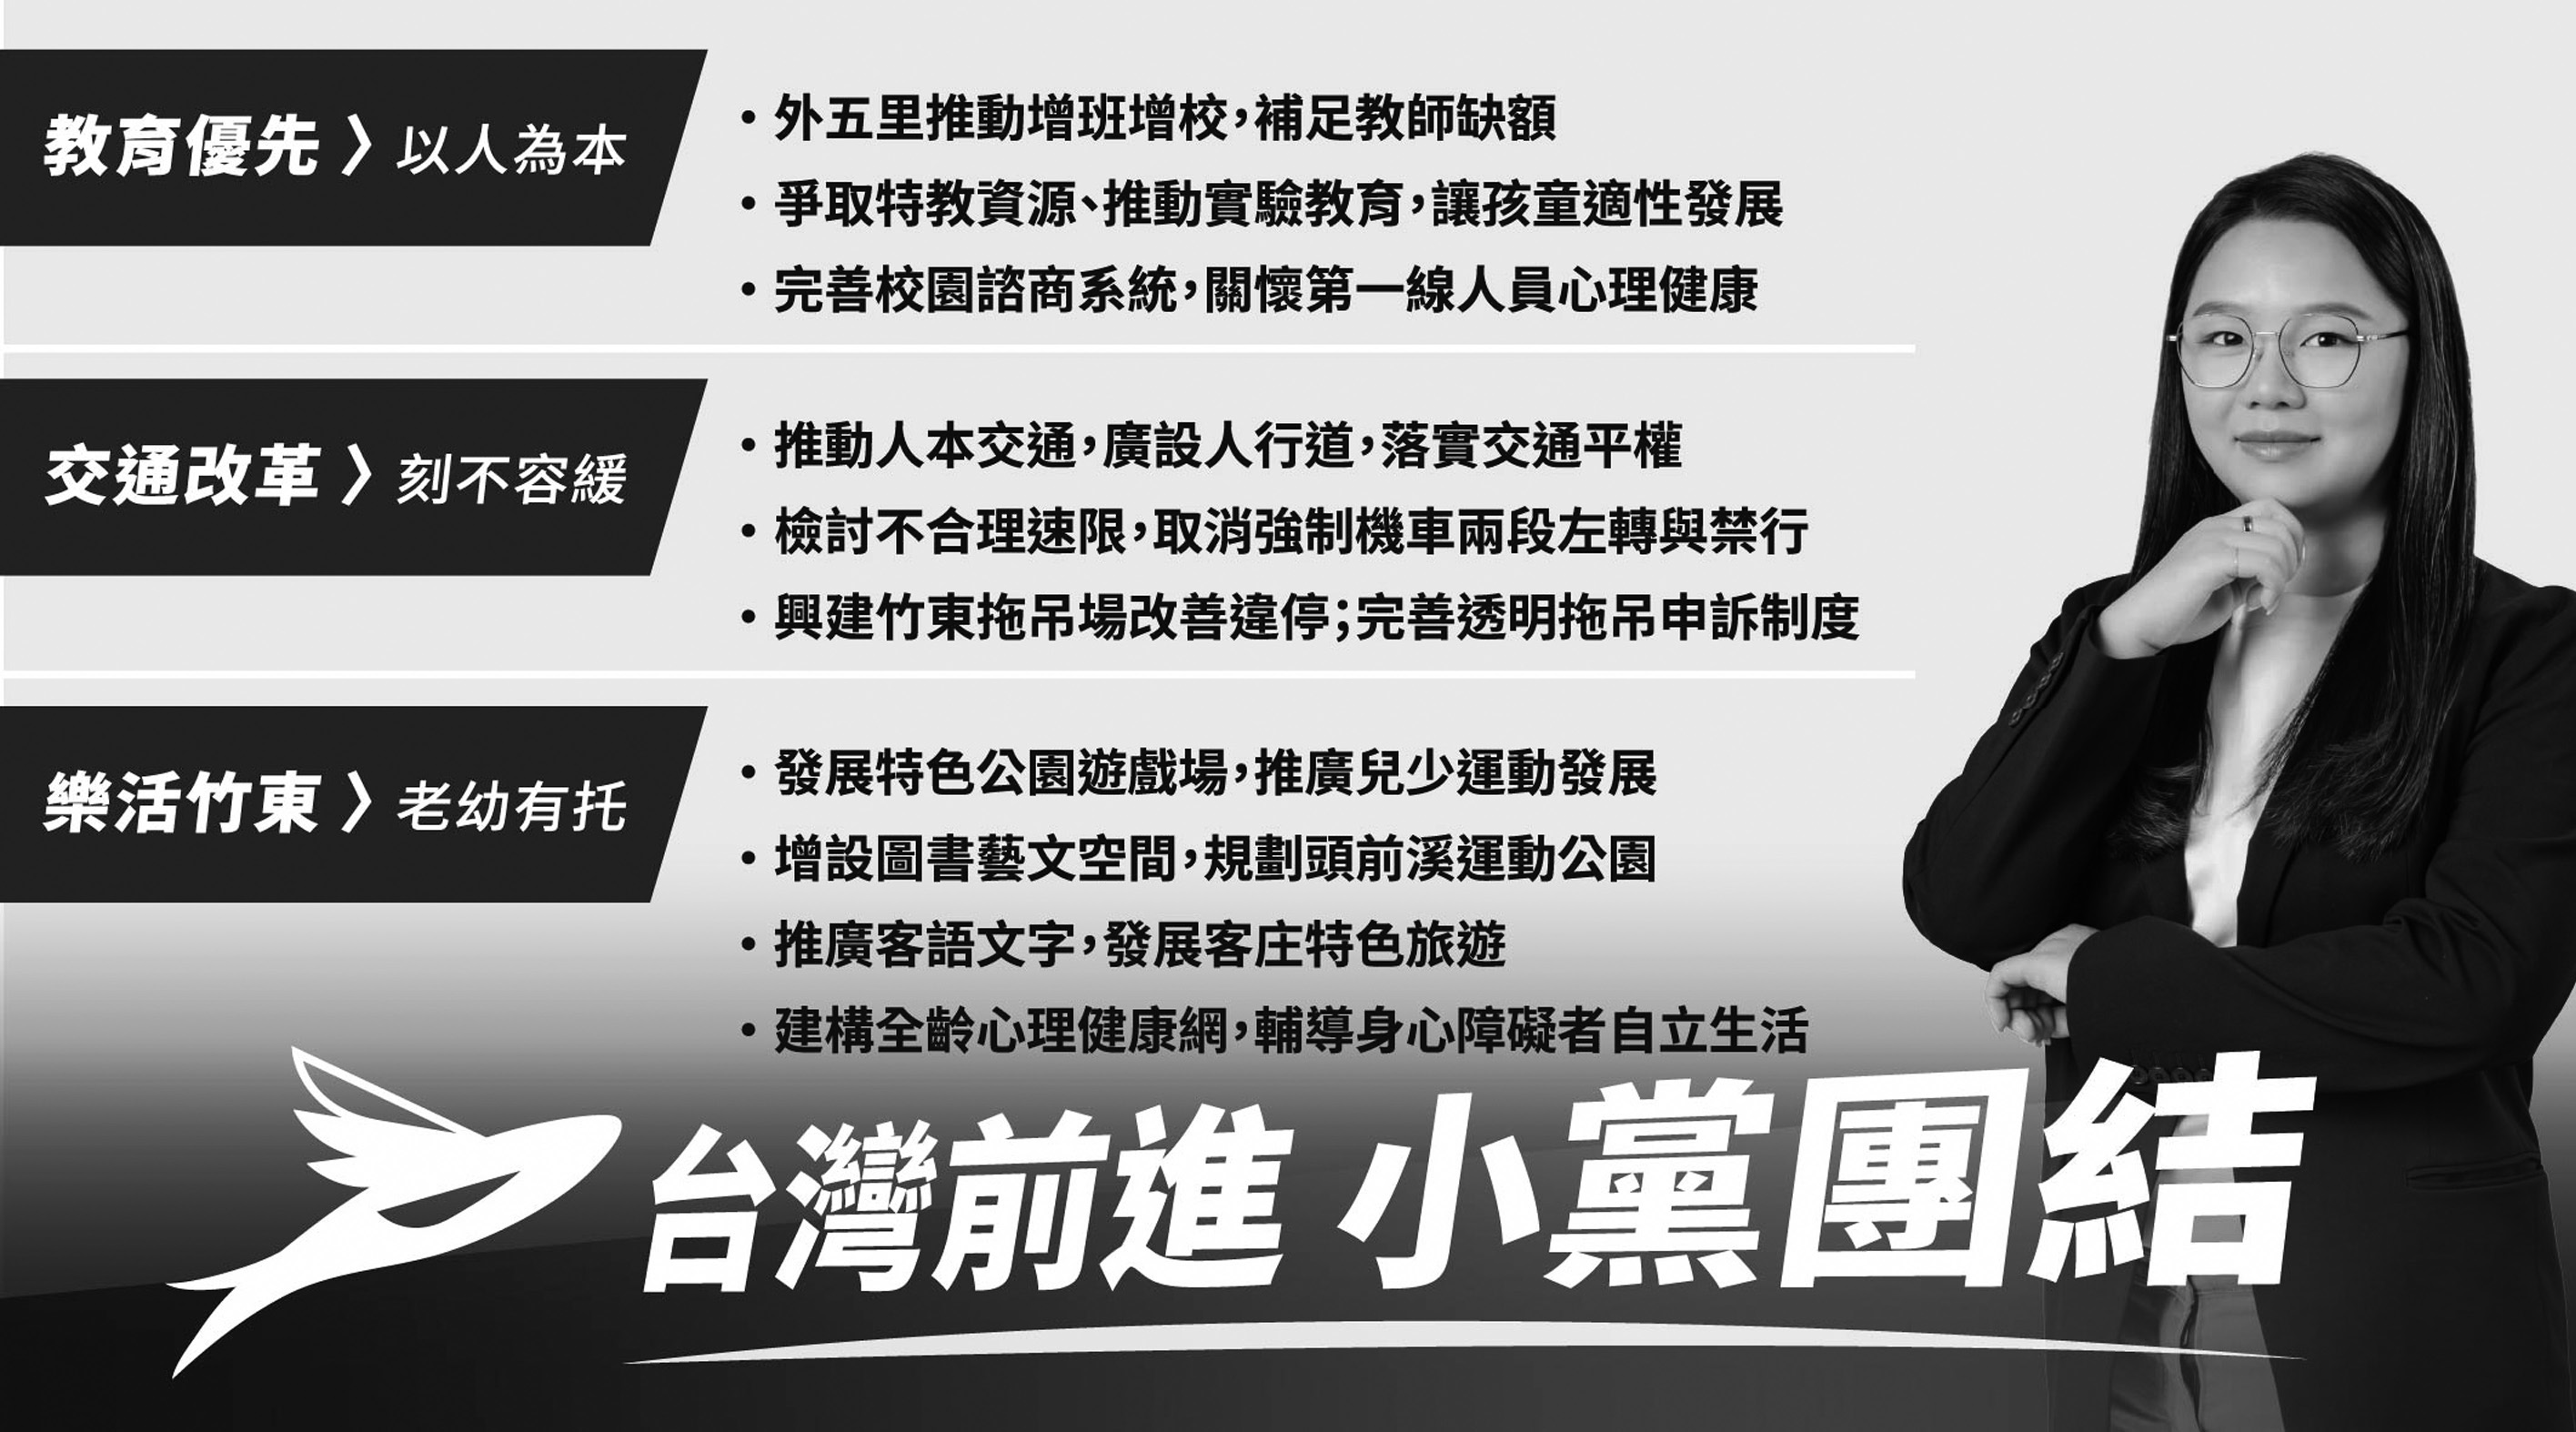 教育優先〉以人為本
•外五里推動增班增校,補足教師缺額
•爭取特教資源、推動實驗教育,讓孩童適性發展
•完善校園諮商系統,關懷第一線人員心理健康
交通改革〉刻不容緩
•推動人本交通,廣設人行道,落實交通平權
•檢討不合理速限,取消強制機車兩段左轉與禁行
•興建竹東拖吊場改善違停;完善透明拖吊申訴制度
樂活竹東〉老幼有托
•發展特色公園遊戲場,推廣兒少運動發展
•增設圖書藝文空間,規劃頭前溪運動公園
•推廣客語文字,發展客庄特色旅遊
•建構全齡心理健康網,輔導身心障礙者自立生活
台灣前進 小黨團結